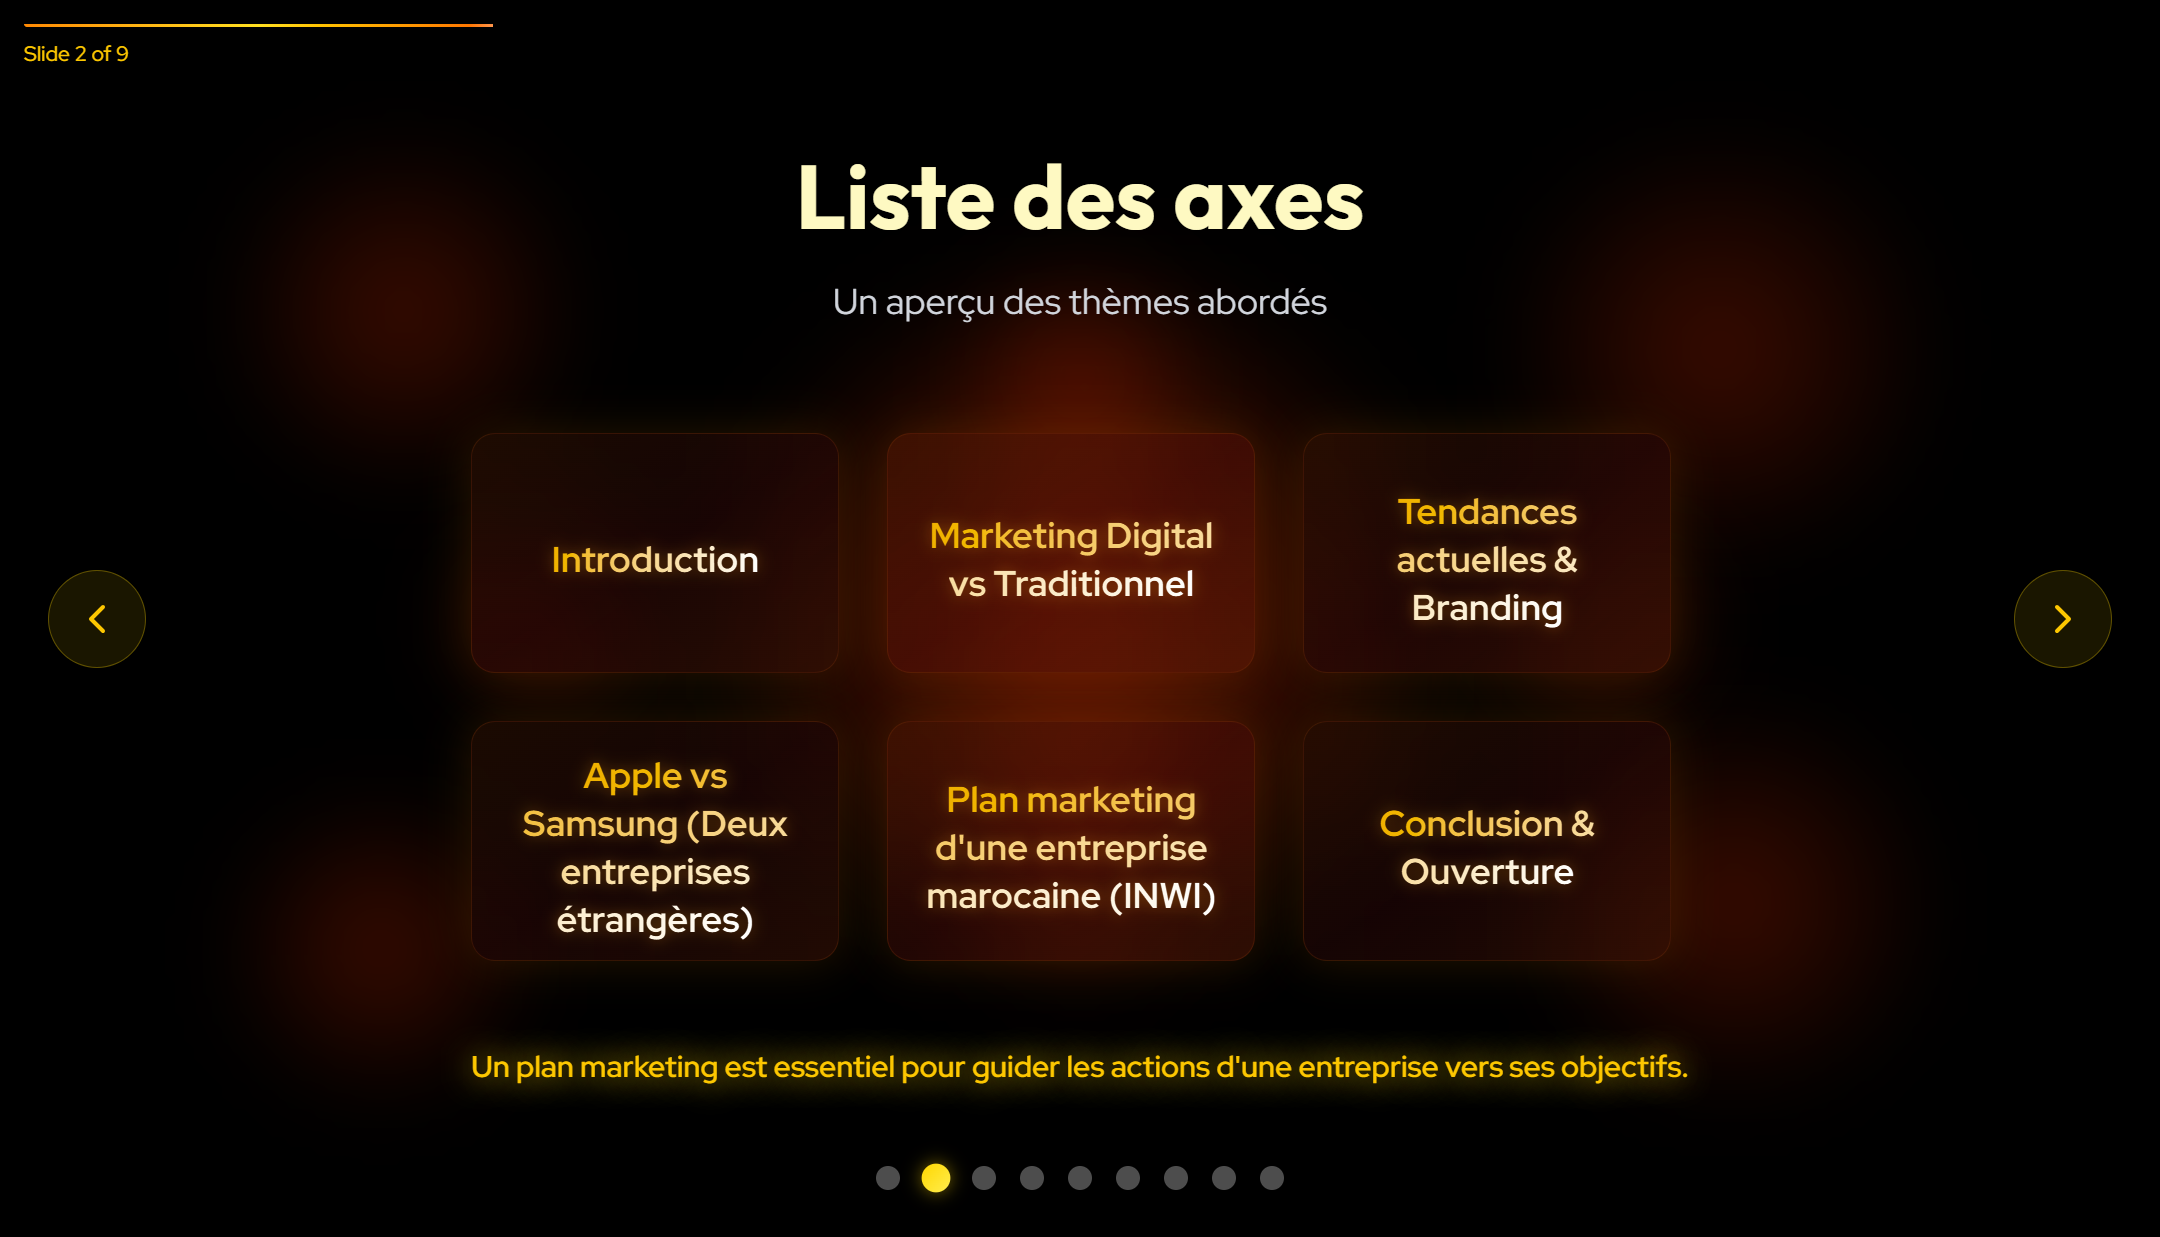 Slide 2 of 9
Liste des axes
Un aperçu des thèmes abordés
Introduction
Marketing Digital
vs Traditionnel
Tendances
actuelles &
Branding
Apple vs
Samsung (Deux
entreprises
étrangères)
Plan marketing
d'une entreprise
marocaine (INWI)
Conclusion &
Ouverture
Un plan marketing est essentiel pour guider les actions d'une entreprise vers ses objectifs.